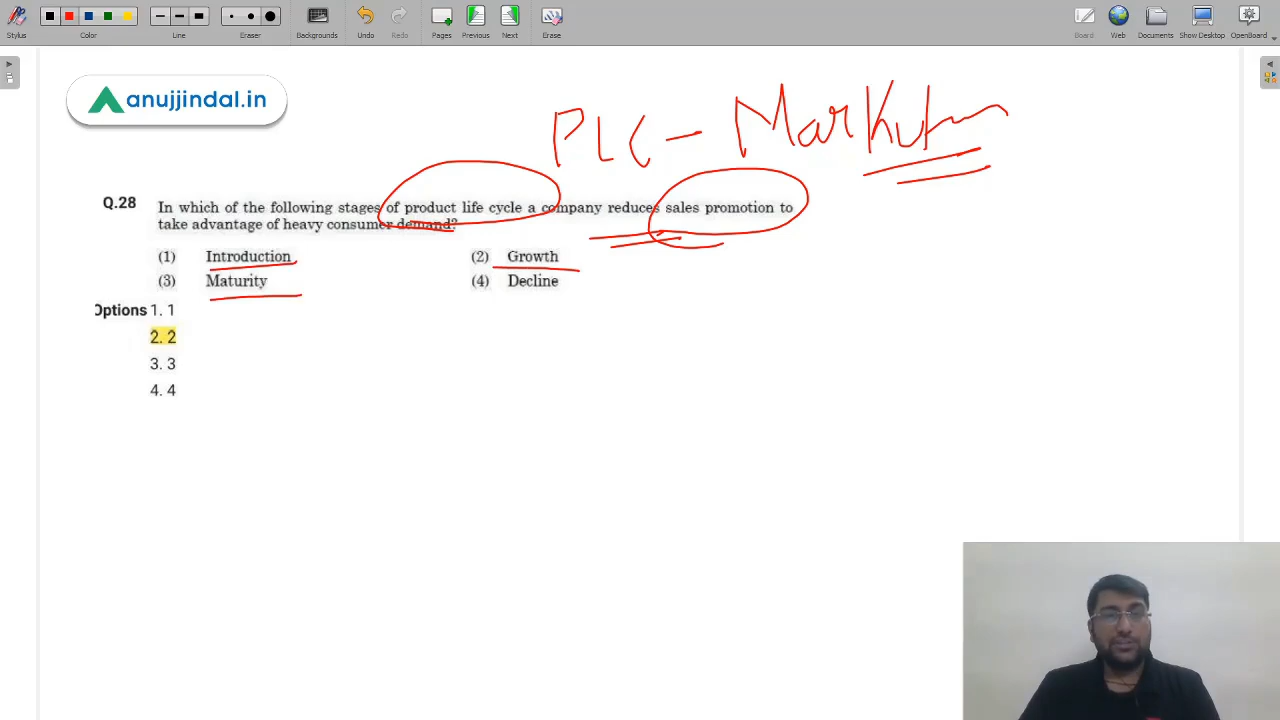 Stylus
Color
Line
Eraser
Backgrounds
Undo
Redo
Pages
Previous
Next
Erase
Board
Web
Documents
Show Desktop
OpenBoard
anujjindal.in
PLC - Marketing
Q.28 In which of the following stages of product life cycle a company reduces sales promotion to
take advantage of heavy consumer demand?
(1) Introduction (2) Growth
(3) Maturity (4) Decline
Options 1. 1
2. 2
3. 3
4. 4